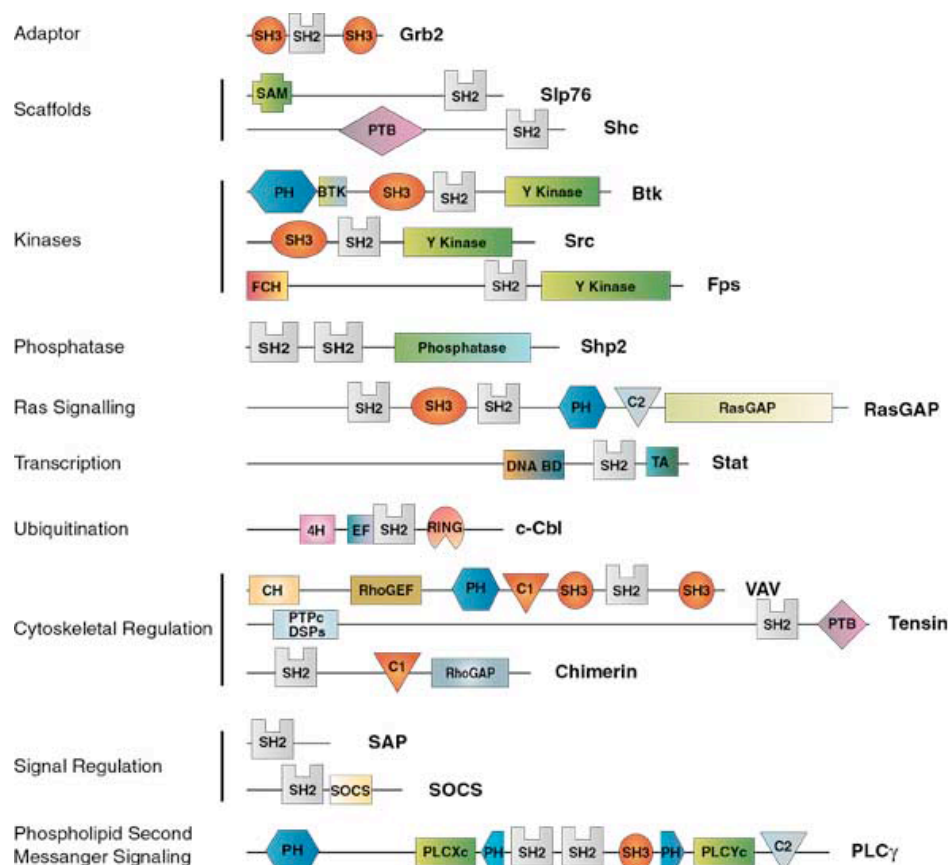 Adaptor
SH3 SH2 SH3 Grb2
Scaffolds
SAM SH2 Slp76
PTB SH2 Shc
Kinases
PH BTK SH3 SH2 Y Kinase Btk
SH3 SH2 Y Kinase Src
FCH SH2 Y Kinase Fps
Phosphatase
SH2 SH2 Phosphatase Shp2
Ras Signalling
SH2 SH3 SH2 PH C2 RasGAP RasGAP
Transcription
DNA BD SH2 TA Stat
Ubiquitination
4H EF SH2 RING c-Cbl
Cytoskeletal Regulation
CH RhoGEF PH C1 SH3 SH2 SH3 VAV
PTPc
DSPs SH2 PTB Tensin
SH2 C1 RhoGAP Chimerin
Signal Regulation
SH2 SAP
SH2 SOCS SOCS
Phospholipid Second
Messanger Signaling
PH PLCXc PH SH2 SH2 SH3 PH PLCYc C2 PLCγ